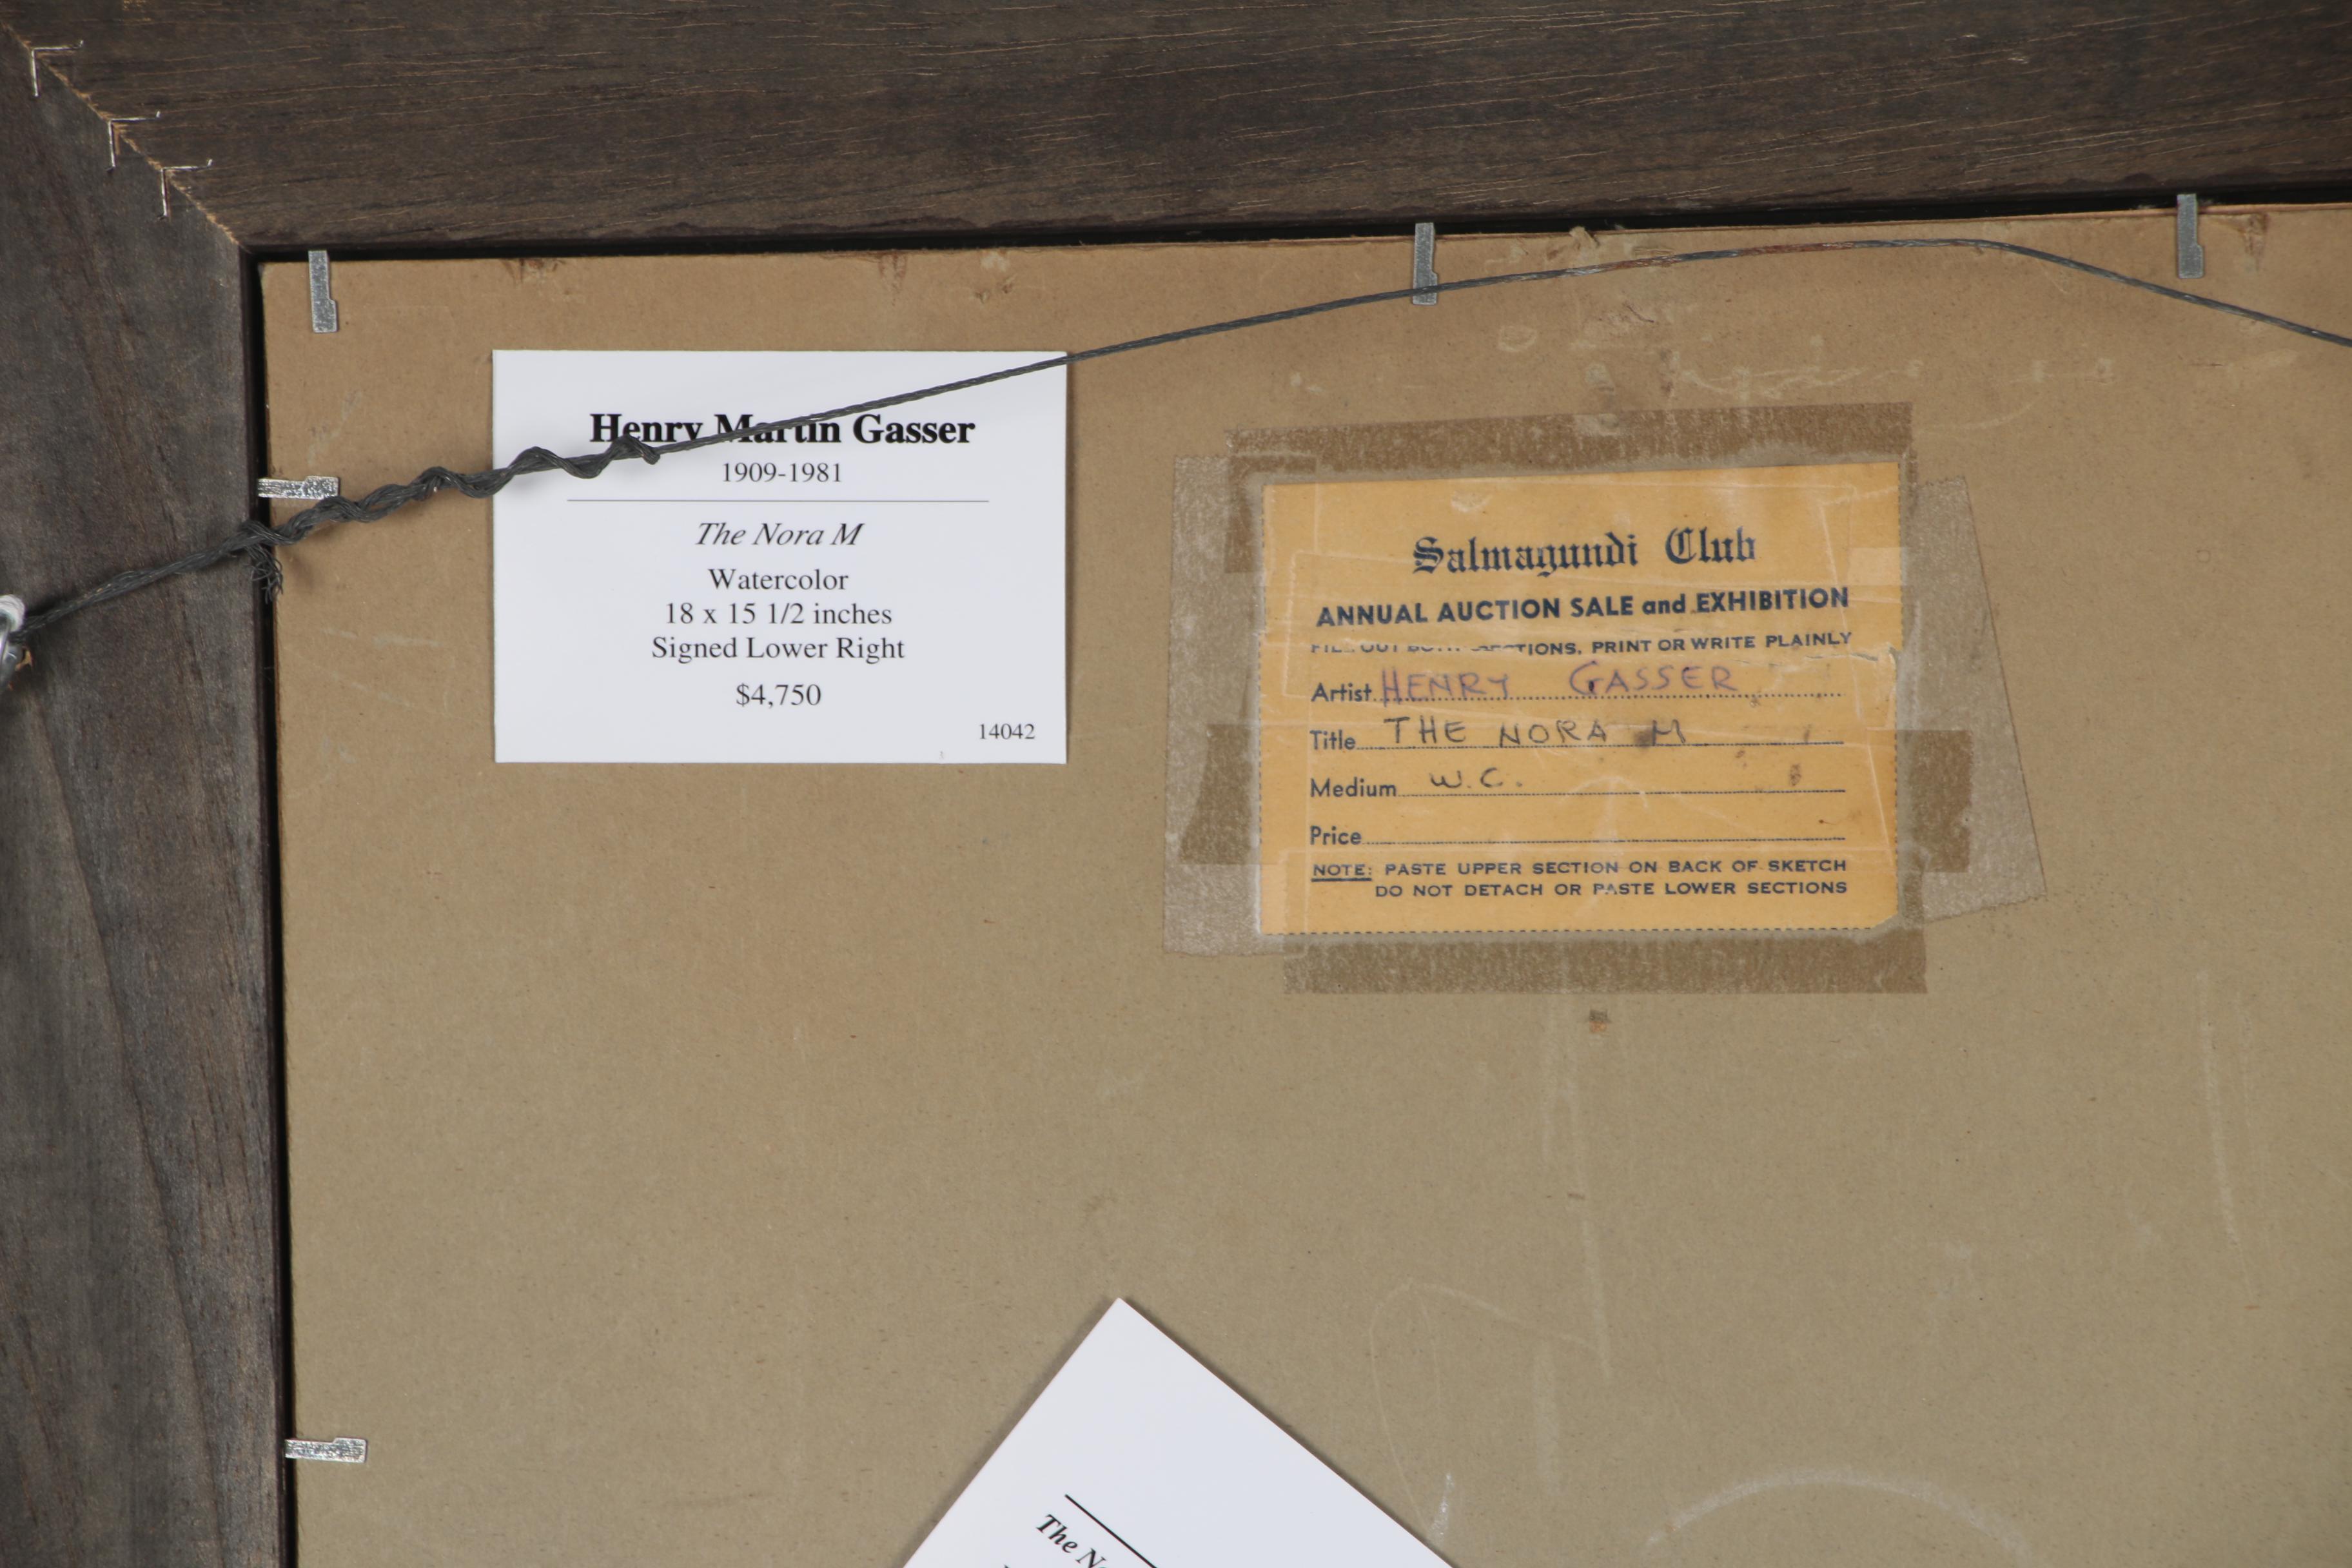 Henry Martin Gasser
1909-1981
The Nora M
Watercolor
18 x 15 1/2 inches
Signed Lower Right
$4,750
14042
Salmagundi Club
ANNUAL AUCTION SALE and EXHIBITION
PRINT OR WRITE PLAINLY
Artist HENRY GASSER
Title THE NORA M
Medium W.C.
Price
NOTE: PASTE UPPER SECTION ON BACK OF SKETCH
DO NOT DETACH OR PASTE LOWER SECTIONS
The